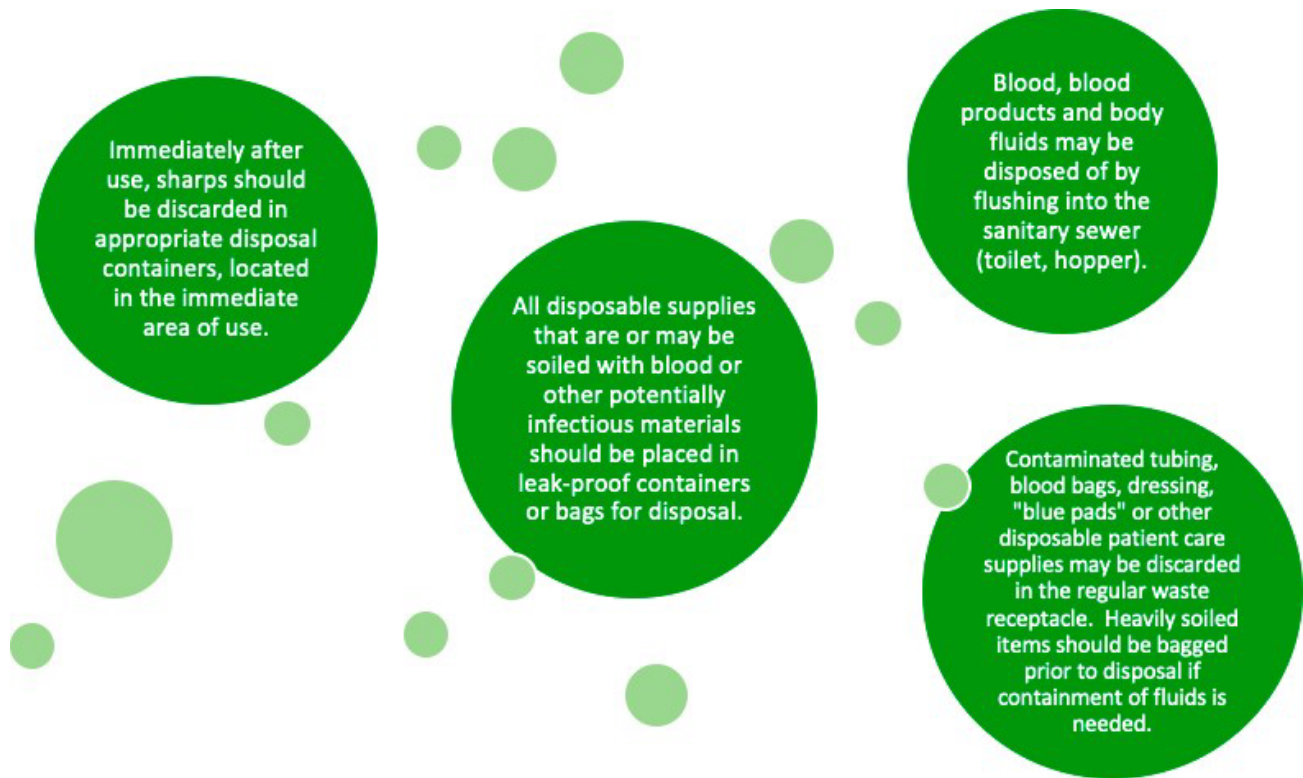 Immediately after
use, sharps should
be discarded in
appropriate disposal
containers, located
in the immediate
area of use.
All disposable supplies
that are or may be
soiled with blood or
other potentially
infectious materials
should be placed in
leak-proof containers
or bags for disposal.
Blood, blood
products and body
fluids may be
disposed of by
flushing into the
sanitary sewer
(toilet, hopper).
Contaminated tubing,
blood bags, dressing,
"blue pads" or other
disposable patient care
supplies may be discarded
in the regular waste
receptacle.  Heavily soiled
items should be bagged
prior to disposal if
containment of fluids is
needed.